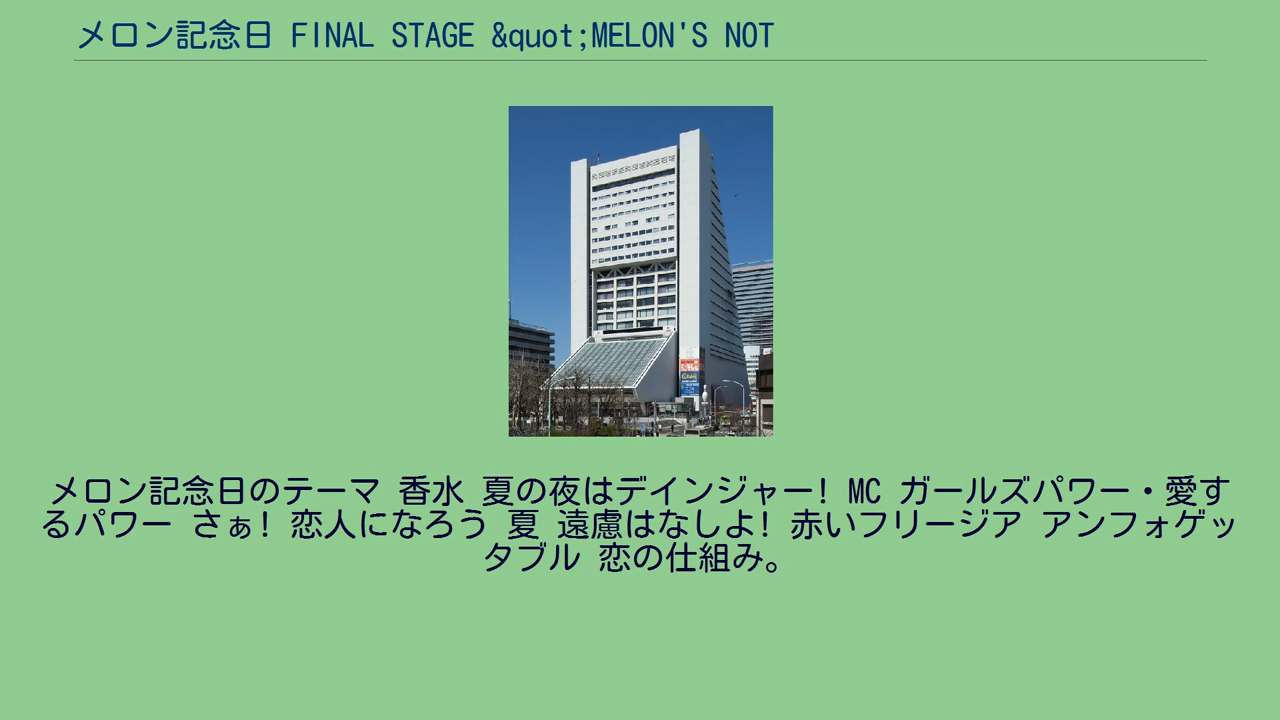 メロン記念日 FINAL STAGE &quot;MELON'S NOT
メロン記念日のテーマ 香水 夏の夜はデインジャー! MC ガールズパワー・愛す
るパワー さぁ! 恋人になろう 夏 遠慮はなしよ! 赤いフリージア アンフォゲッ
タブル 恋の仕組み。